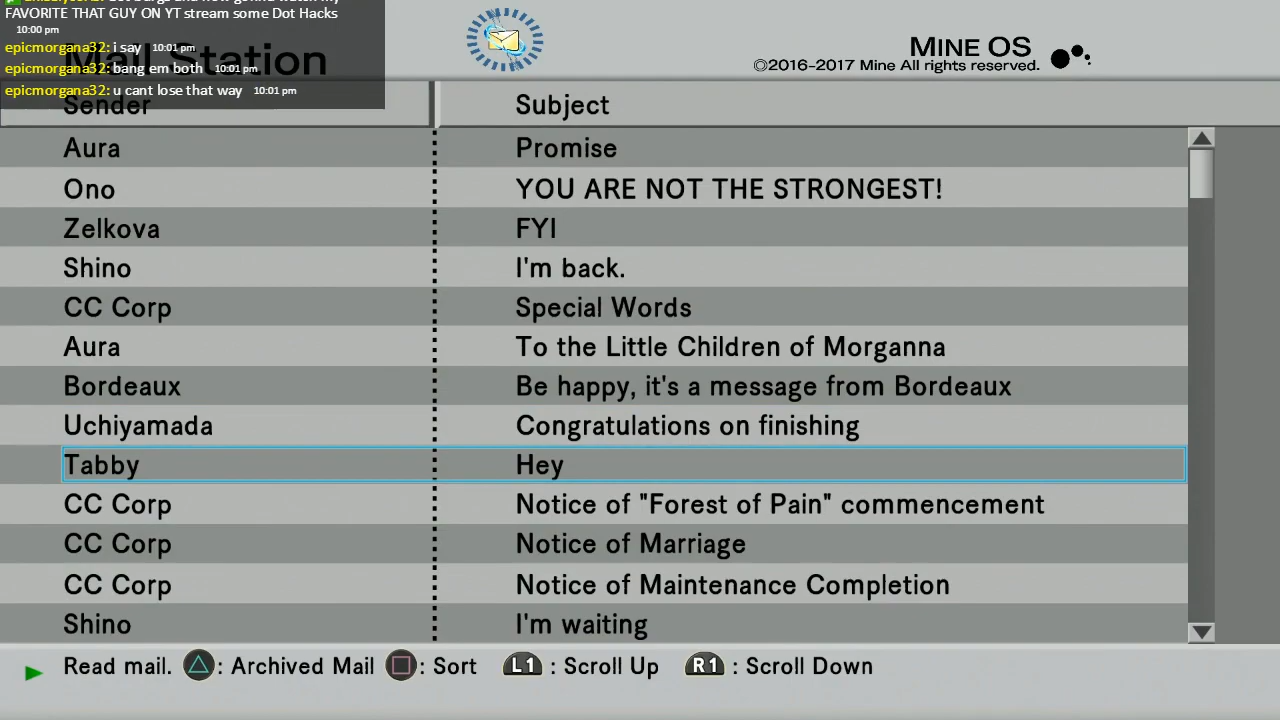 FAVORITE THAT GUY ON YT stream some Dot Hacks
10:00 pm
epicmorgana32: i say 10:01 pm
epicmorgana32: bang em both 10:01 pm
epicmorgana32: u cant lose that way 10:01 pm
Mail Station
MINE OS
©2016-2017 Mine All rights reserved.
Sender Subject
Aura Promise
Ono YOU ARE NOT THE STRONGEST!
Zelkova FYI
Shino I'm back.
CC Corp Special Words
Aura To the Little Children of Morganna
Bordeaux Be happy, it's a message from Bordeaux
Uchiyamada Congratulations on finishing
Tabby Hey
CC Corp Notice of "Forest of Pain" commencement
CC Corp Notice of Marriage
CC Corp Notice of Maintenance Completion
Shino I'm waiting
Read mail. : Archived Mail : Sort L1 : Scroll Up R1 : Scroll Down